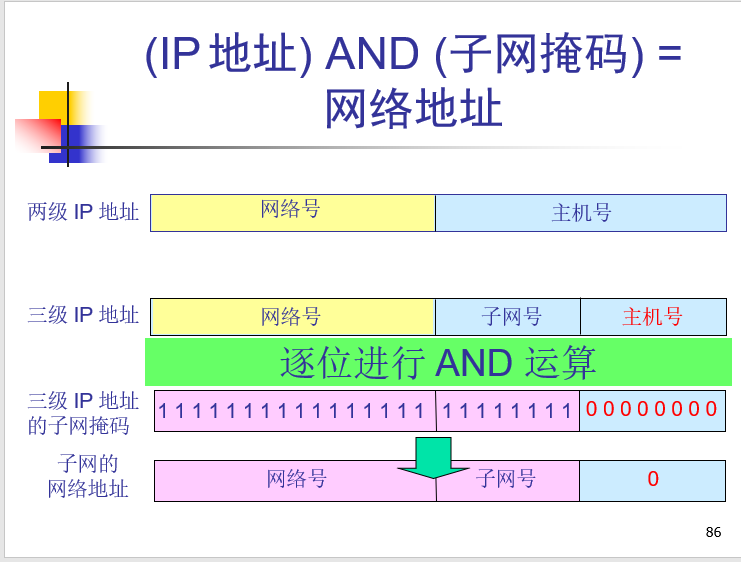 (IP 地址) AND (子网掩码) =
网络地址
两级 IP 地址
网络号
主机号
三级 IP 地址
网络号
子网号
主机号
逐位进行 AND 运算
三级 IP 地址
的子网掩码
1 1 1 1 1 1 1 1 1 1 1 1 1 1 1 1
1 1 1 1 1 1 1 1
0 0 0 0 0 0 0 0
子网的
网络地址
网络号
子网号
0
86